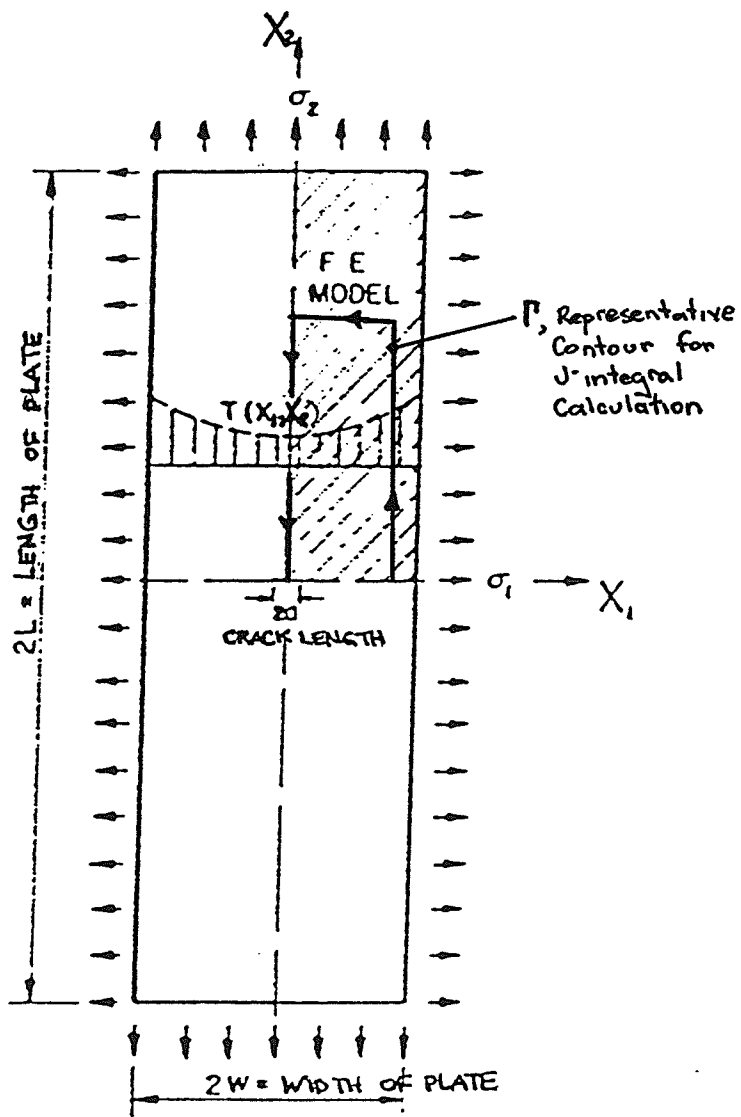 X₂
σ₂
F E
MODEL
Γ, Representative
Contour for
J-integral
Calculation
T(X₁,X₂)
2L = LENGTH OF PLATE
σ₁
X₁
2a
CRACK LENGTH
2W = WIDTH OF PLATE